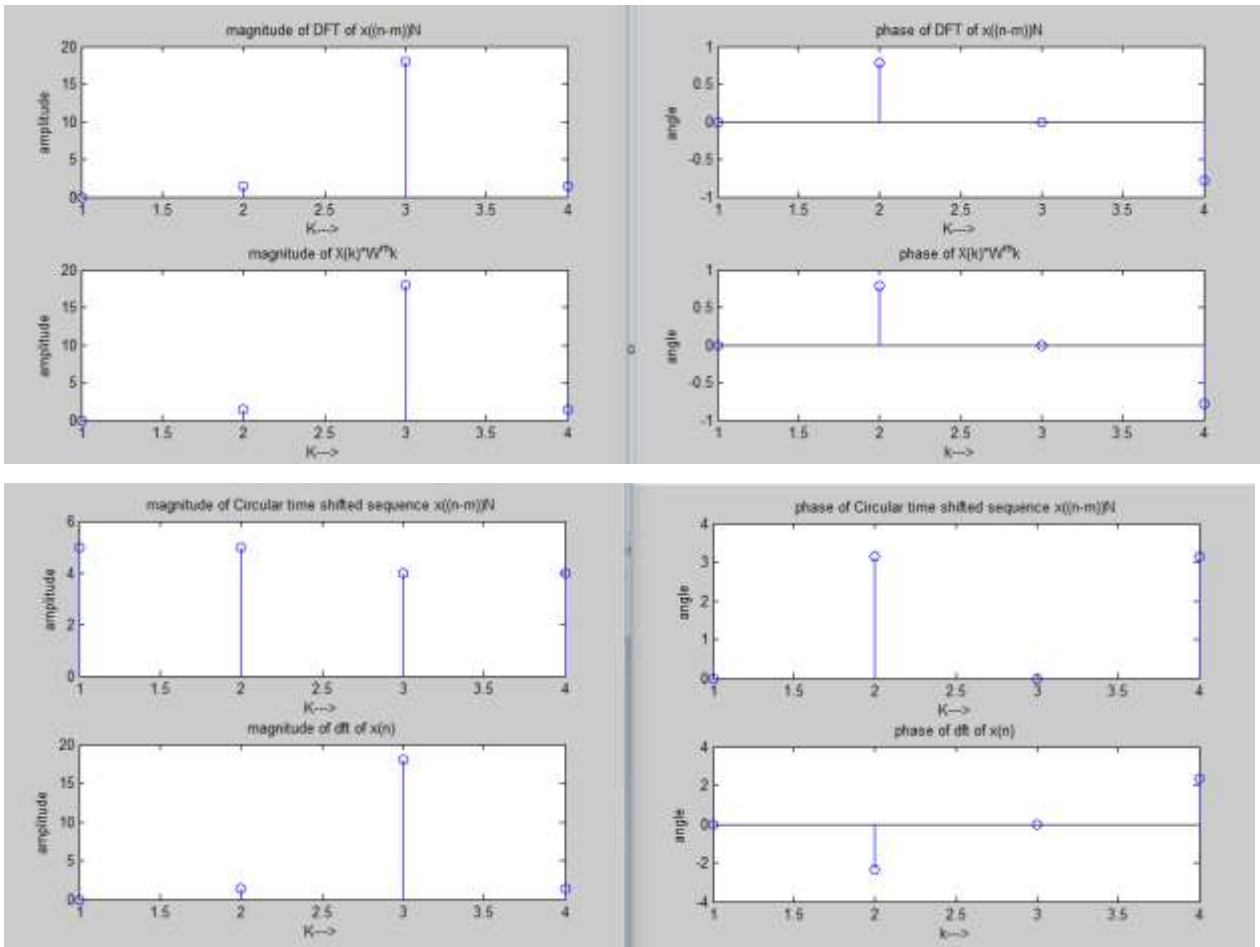 magnitude of DFT of x((n-m))N
20
15
10
5
0
amplitude
1 1.5 2 2.5 3 3.5 4
K--->
magnitude of X(k)*W^mk
20
15
10
5
0
amplitude
1 1.5 2 2.5 3 3.5 4
K--->
phase of DFT of x((n-m))N
1
0.5
0
-0.5
-1
angle
1 1.5 2 2.5 3 3.5 4
K--->
phase of X(k)*W^mk
1
0.5
0
-0.5
-1
angle
1 1.5 2 2.5 3 3.5 4
k--->
magnitude of Circular time shifted sequence x((n-m))N
6
4
2
0
amplitude
1 1.5 2 2.5 3 3.5 4
K--->
magnitude of dft of x(n)
20
15
10
5
0
amplitude
1 1.5 2 2.5 3 3.5 4
K--->
phase of Circular time shifted sequence x((n-m))N
4
3
2
1
0
angle
1 1.5 2 2.5 3 3.5 4
K--->
phase of dft of x(n)
4
2
0
-2
-4
angle
1 1.5 2 2.5 3 3.5 4
k--->